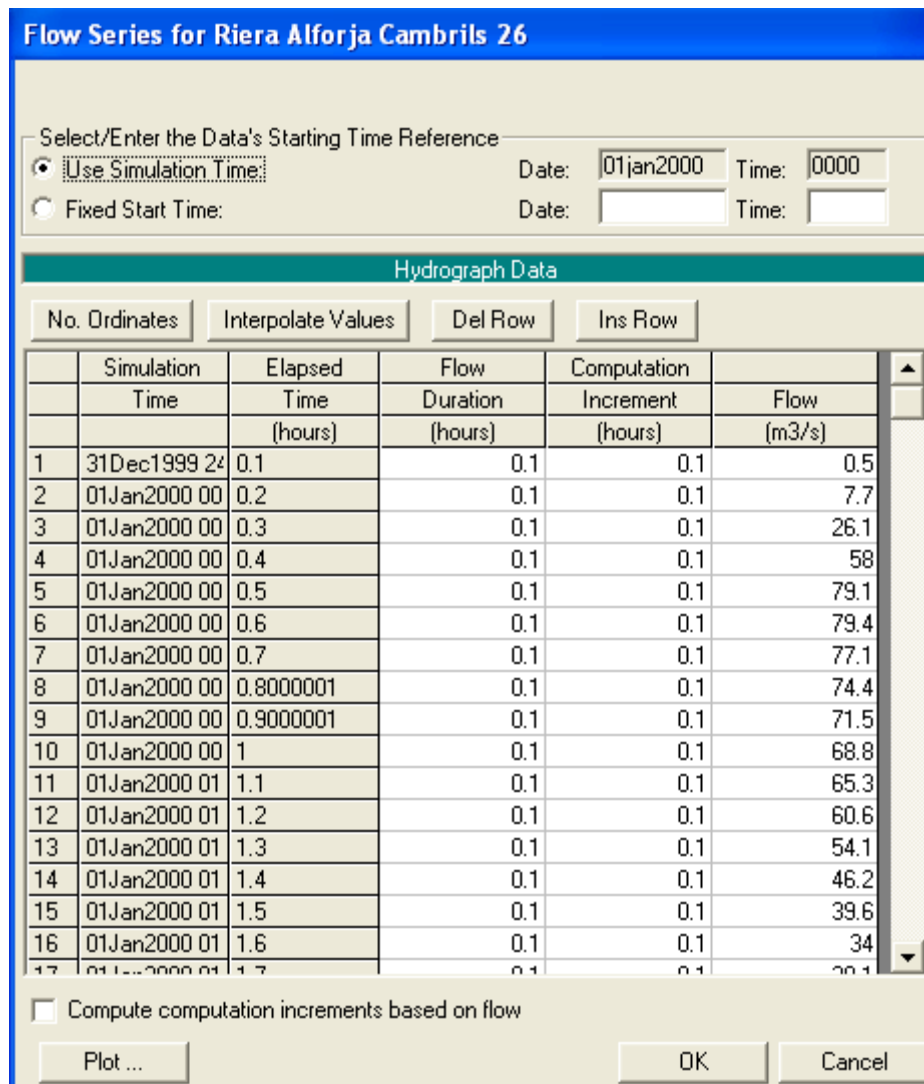 Flow Series for Riera Alforja Cambrils 26
Select/Enter the Data's Starting Time Reference
Use Simulation Time: Date: 01jan2000 Time: 0000
Fixed Start Time: Date: Time:
Hydrograph Data
No. Ordinates Interpolate Values Del Row Ins Row
Simulation Elapsed Flow Computation
Time Time Duration Increment Flow
(hours) (hours) (hours) (m3/s)
1 31Dec1999 24 0.1 0.1 0.1 0.5
2 01Jan2000 00 0.2 0.1 0.1 7.7
3 01Jan2000 00 0.3 0.1 0.1 26.1
4 01Jan2000 00 0.4 0.1 0.1 58
5 01Jan2000 00 0.5 0.1 0.1 79.1
6 01Jan2000 00 0.6 0.1 0.1 79.4
7 01Jan2000 00 0.7 0.1 0.1 77.1
8 01Jan2000 00 0.8000001 0.1 0.1 74.4
9 01Jan2000 00 0.9000001 0.1 0.1 71.5
10 01Jan2000 00 1 0.1 0.1 68.8
11 01Jan2000 01 1.1 0.1 0.1 65.3
12 01Jan2000 01 1.2 0.1 0.1 60.6
13 01Jan2000 01 1.3 0.1 0.1 54.1
14 01Jan2000 01 1.4 0.1 0.1 46.2
15 01Jan2000 01 1.5 0.1 0.1 39.6
16 01Jan2000 01 1.6 0.1 0.1 34
17 01Jan2000 01 1.7 0.1 0.1
Compute computation increments based on flow
Plot ... OK Cancel